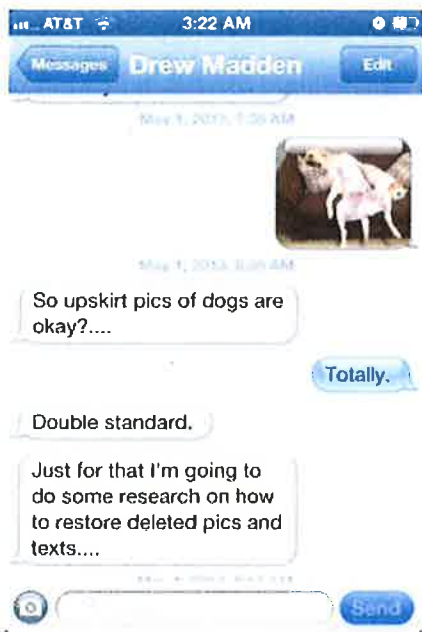 AT&T 3:22 AM
Messages Drew Madden Edit
So upskirt pics of dogs are
okay?....
Totally.
Double standard.
Just for that I'm going to
do some research on how
to restore deleted pics and
texts....
Send